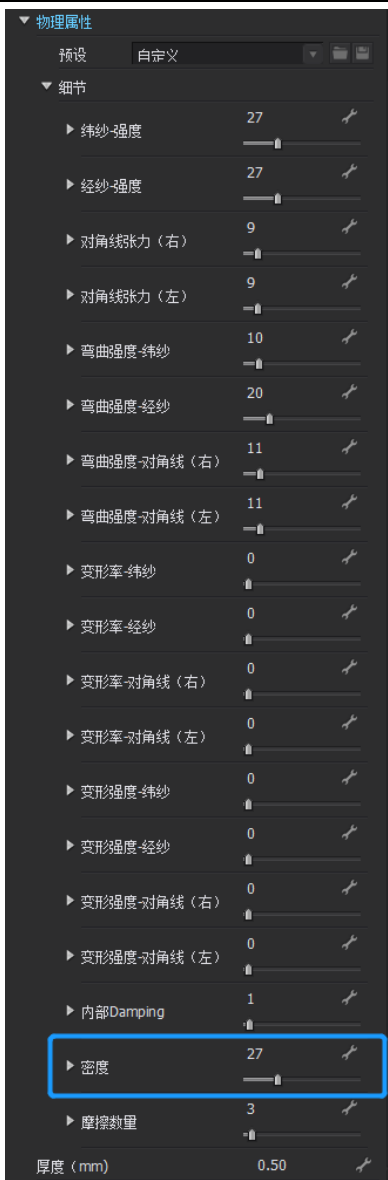 物理属性
预设 自定义
细节
纬纱-强度 27
经纱-强度 27
对角线张力（右） 9
对角线张力（左） 9
弯曲强度-纬纱 10
弯曲强度-经纱 20
弯曲强度-对角线（右） 11
弯曲强度-对角线（左） 11
变形率-纬纱 0
变形率-经纱 0
变形率-对角线（右） 0
变形率-对角线（左） 0
变形强度-纬纱 0
变形强度-经纱 0
变形强度-对角线（右） 0
变形强度-对角线（左） 0
内部Damping 1
密度 27
摩擦数量 3
厚度（mm） 0.50